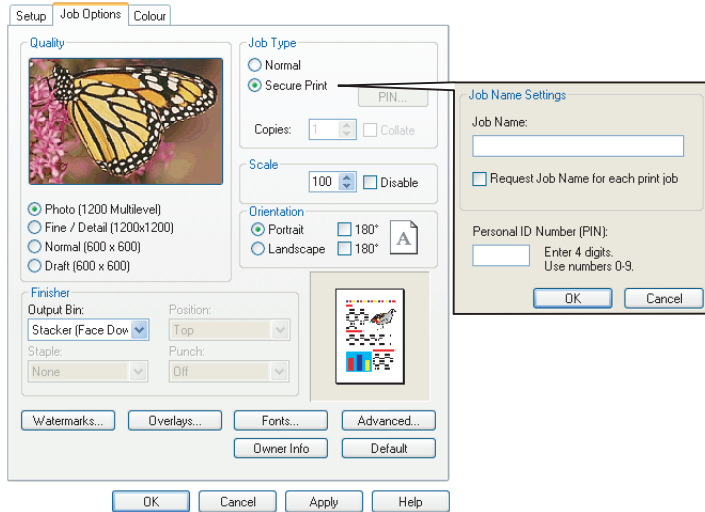 Setup Job Options Colour
Quality
Photo (1200 Multilevel)
Fine / Detail (1200x1200)
Normal (600 x 600)
Draft (600 x 600)
Job Type
Normal
Secure Print
PIN...
Copies: 1 Collate
Scale
100 Disable
Orientation
Portrait 180°
Landscape 180°
A
Finisher
Output Bin: Position:
Stacker (Face Dow Top
Staple: Punch:
None Off
Watermarks... Overlays... Fonts... Advanced...
Owner Info Default
OK Cancel Apply Help
Job Name Settings
Job Name:
Request Job Name for each print job
Personal ID Number (PIN):
Enter 4 digits.
Use numbers 0-9.
OK Cancel